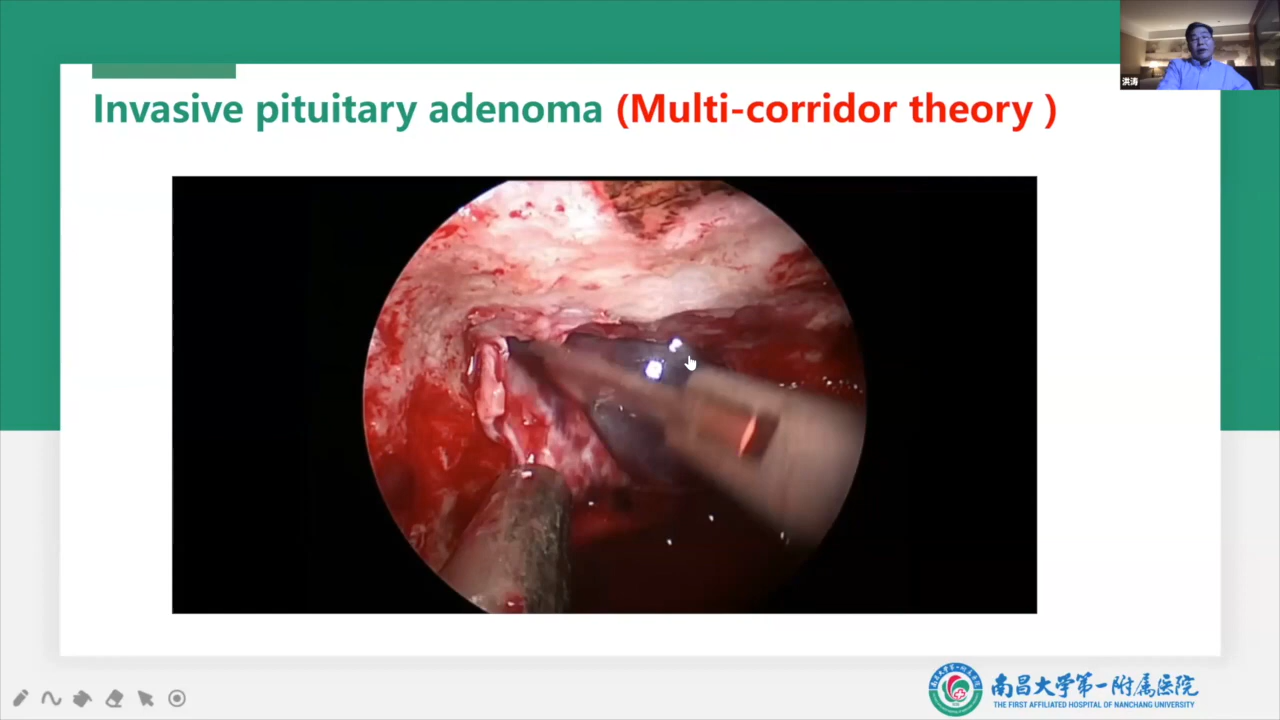 洪涛
Invasive pituitary adenoma (Multi-corridor theory )
南昌大学第一附属医院
THE FIRST AFFILIATED HOSPITAL OF NANCHANG UNIVERSITY